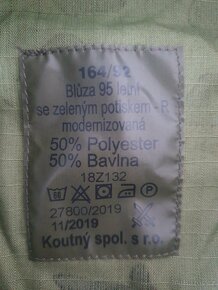 164/92
Blůza 95 letní
se zeleným potiskem - R
modernizovaná
50% Polyester
50% Bavlna
18Z132
27800/2019
11/2019
Koutný spol. s r.o.